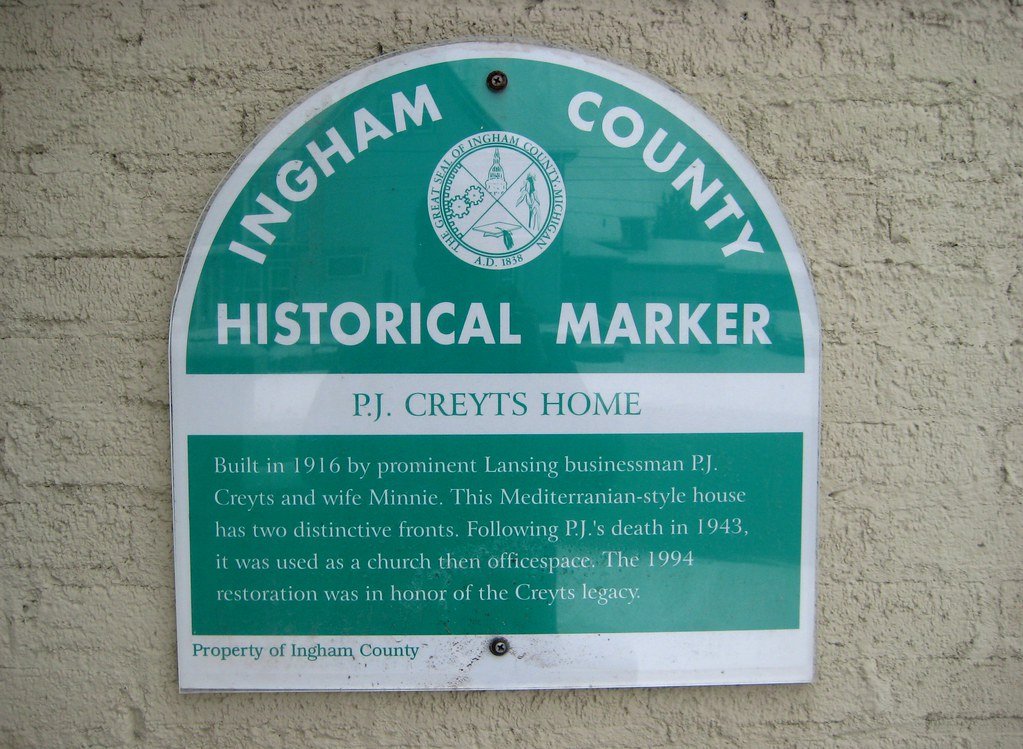 INGHAM COUNTY
THE GREAT SEAL OF INGHAM COUNTY, MICHIGAN
A.D. 1838
HISTORICAL MARKER
P.J. CREYTS HOME
Built in 1916 by prominent Lansing businessman P.J.
Creyts and wife Minnie. This Mediterranian-style house
has two distinctive fronts. Following P.J.'s death in 1943,
it was used as a church then officespace. The 1994
restoration was in honor of the Creyts legacy.
Property of Ingham County